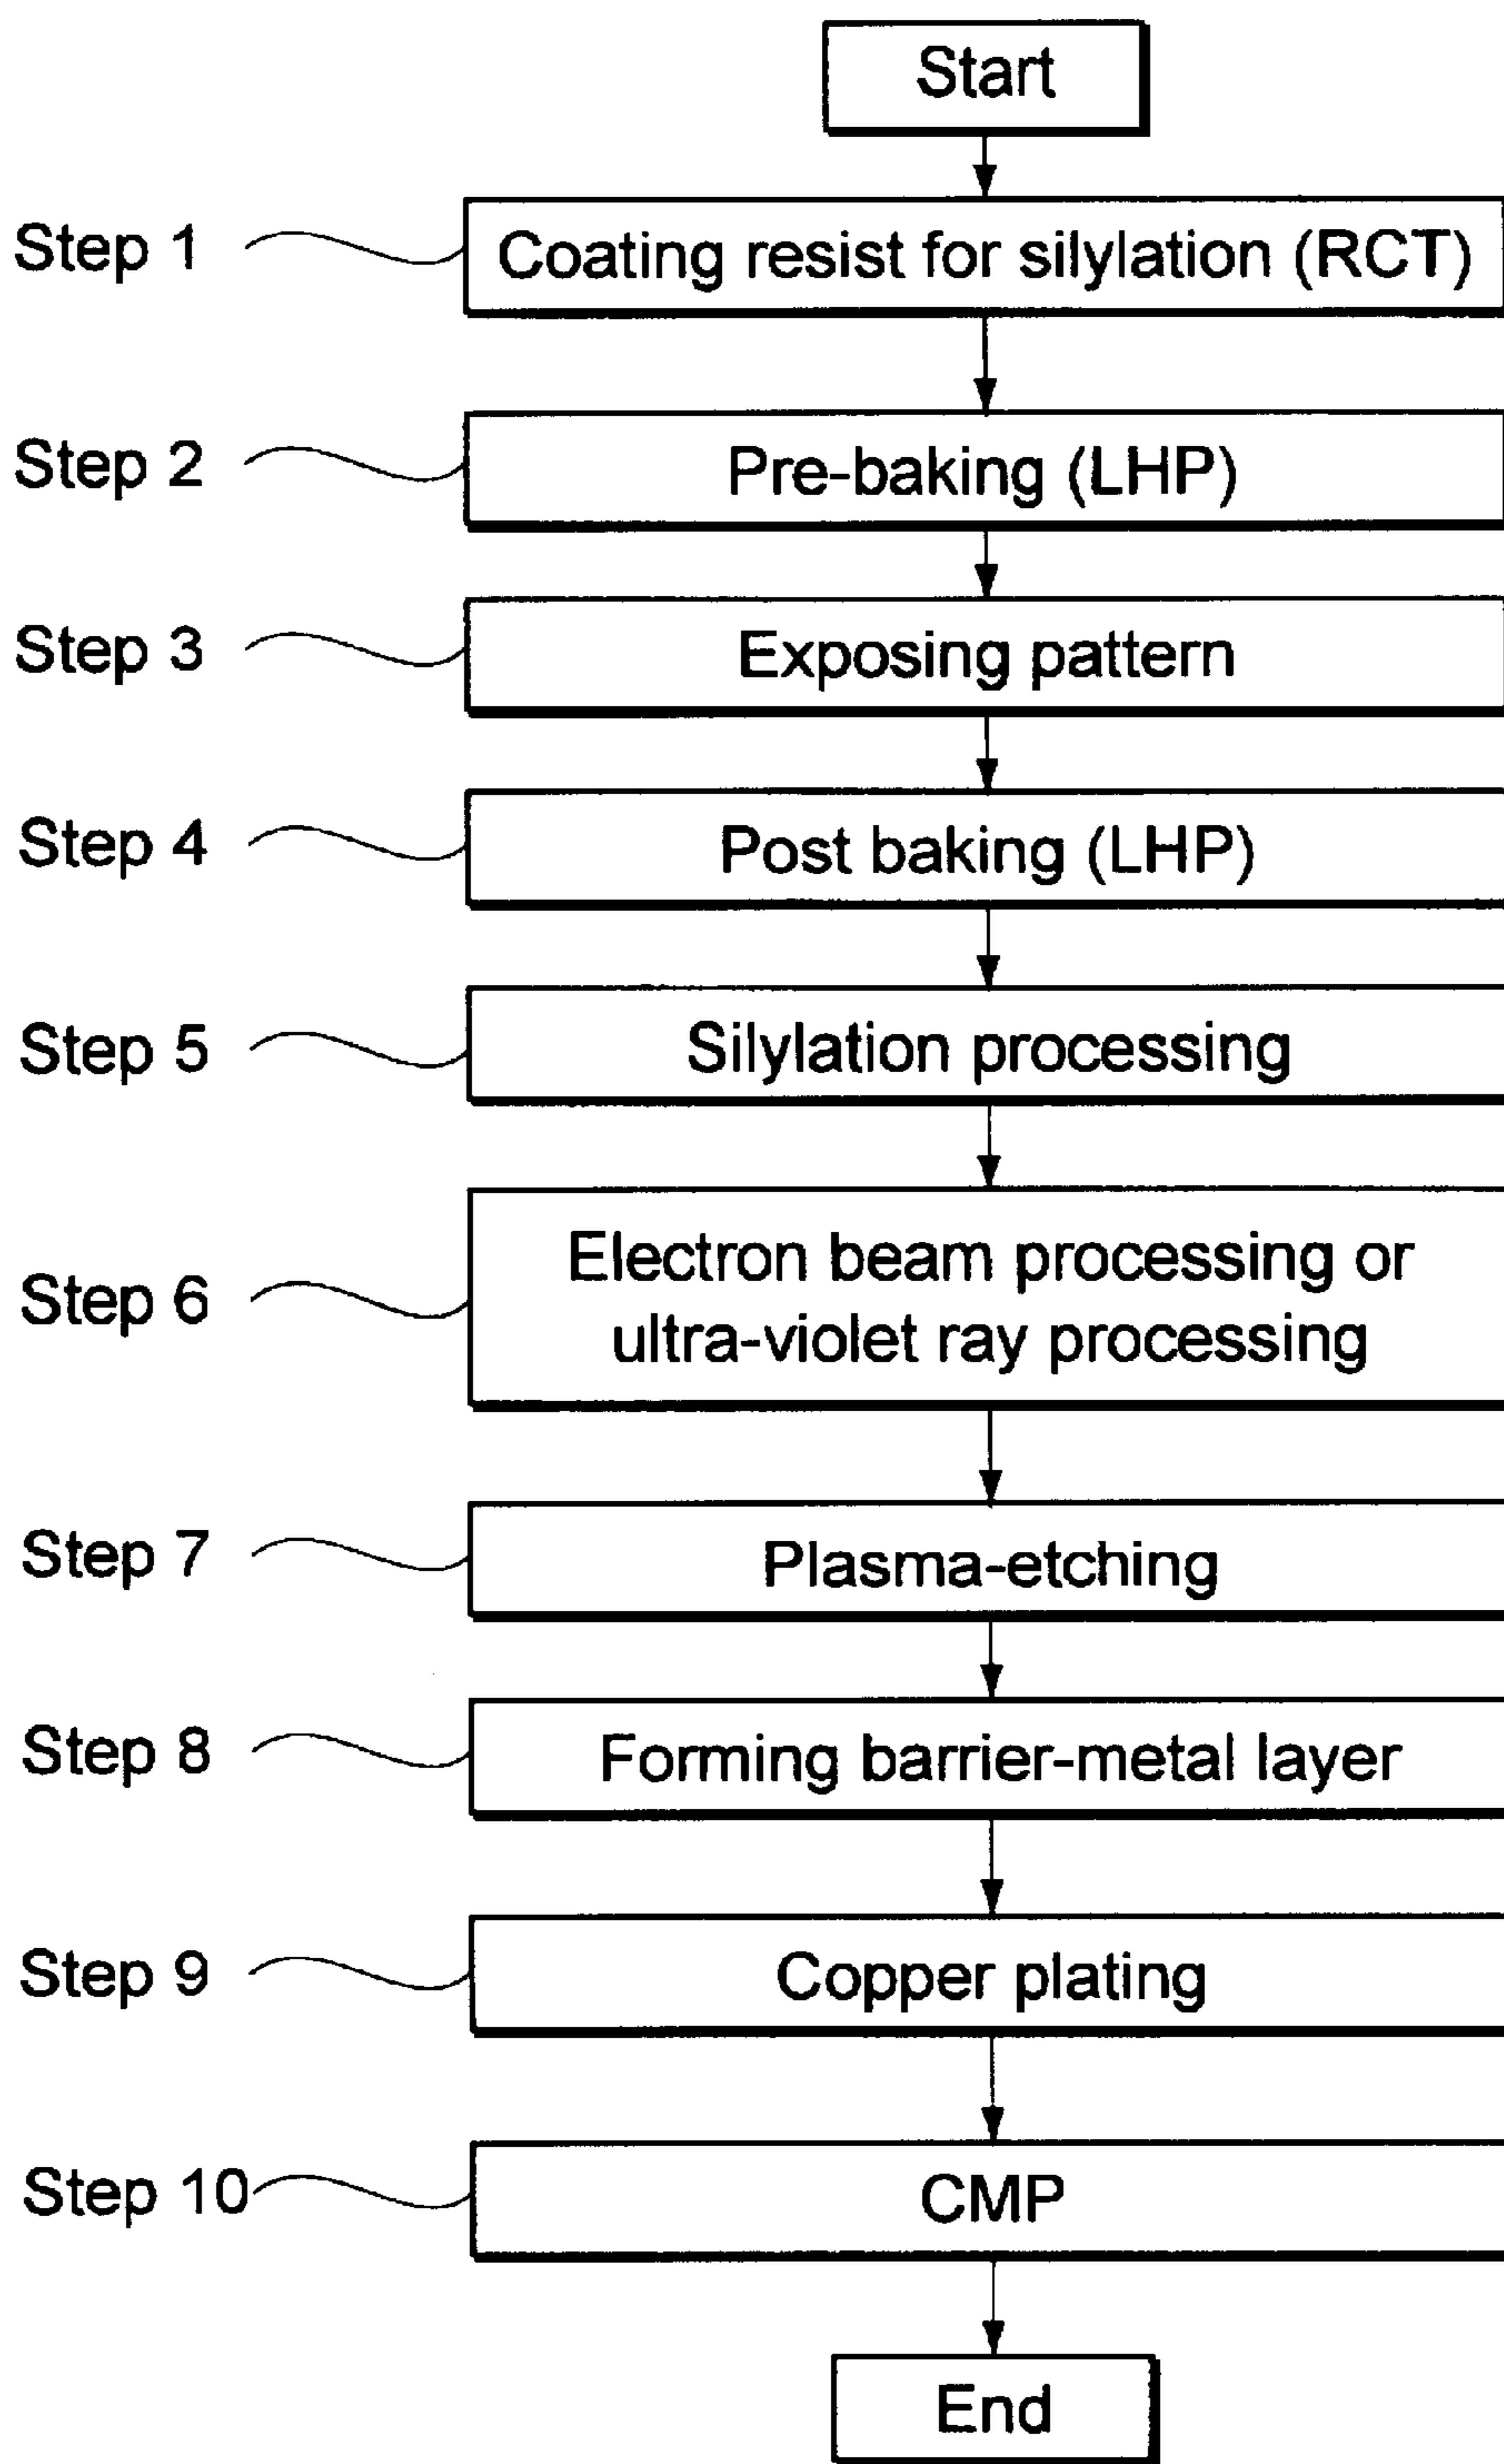 Start
Step 1
Coating resist for silylation (RCT)
Step 2
Pre-baking (LHP)
Step 3
Exposing pattern
Step 4
Post baking (LHP)
Step 5
Silylation processing
Step 6
Electron beam processing or
ultra-violet ray processing
Step 7
Plasma-etching
Step 8
Forming barrier-metal layer
Step 9
Copper plating
Step 10
CMP
End